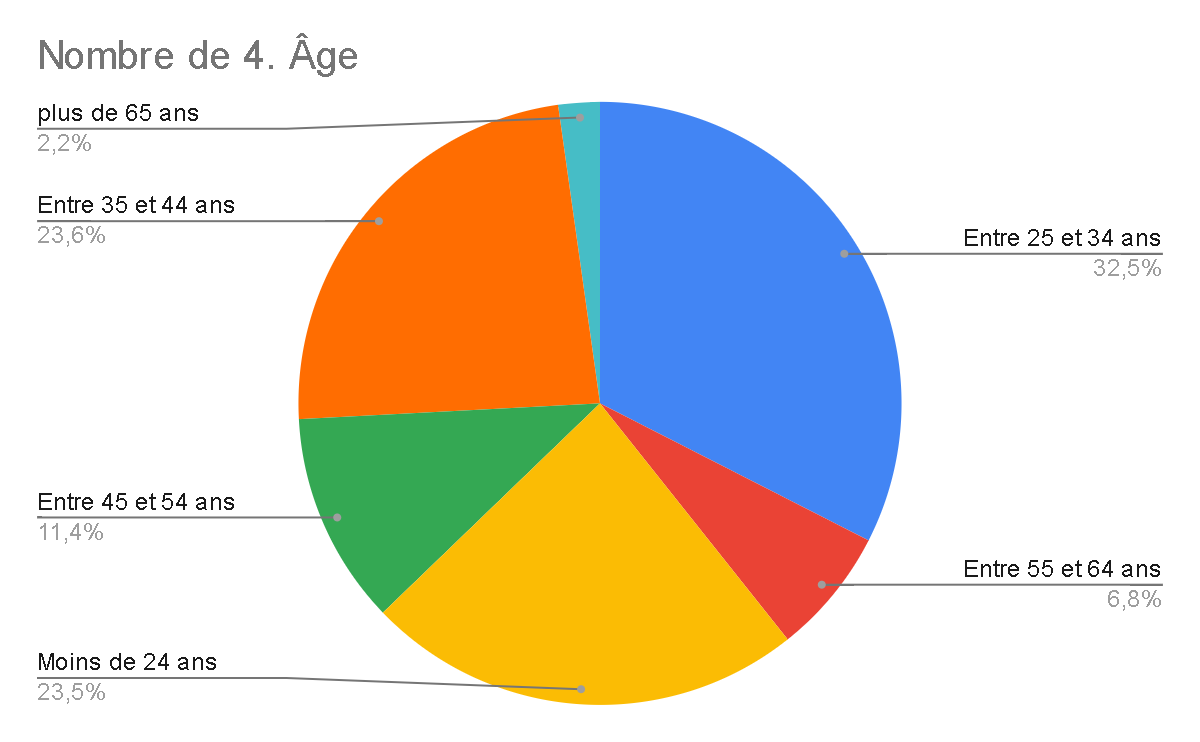 Nombre de 4. Âge
plus de 65 ans
2,2%
Entre 35 et 44 ans
23,6%
Entre 25 et 34 ans
32,5%
Entre 45 et 54 ans
11,4%
Entre 55 et 64 ans
6,8%
Moins de 24 ans
23,5%